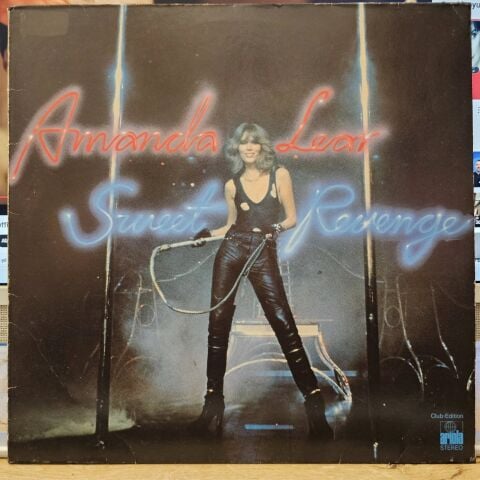 Amanda Lear
Sweet Revenge
Club-Edition
ariola
STEREO